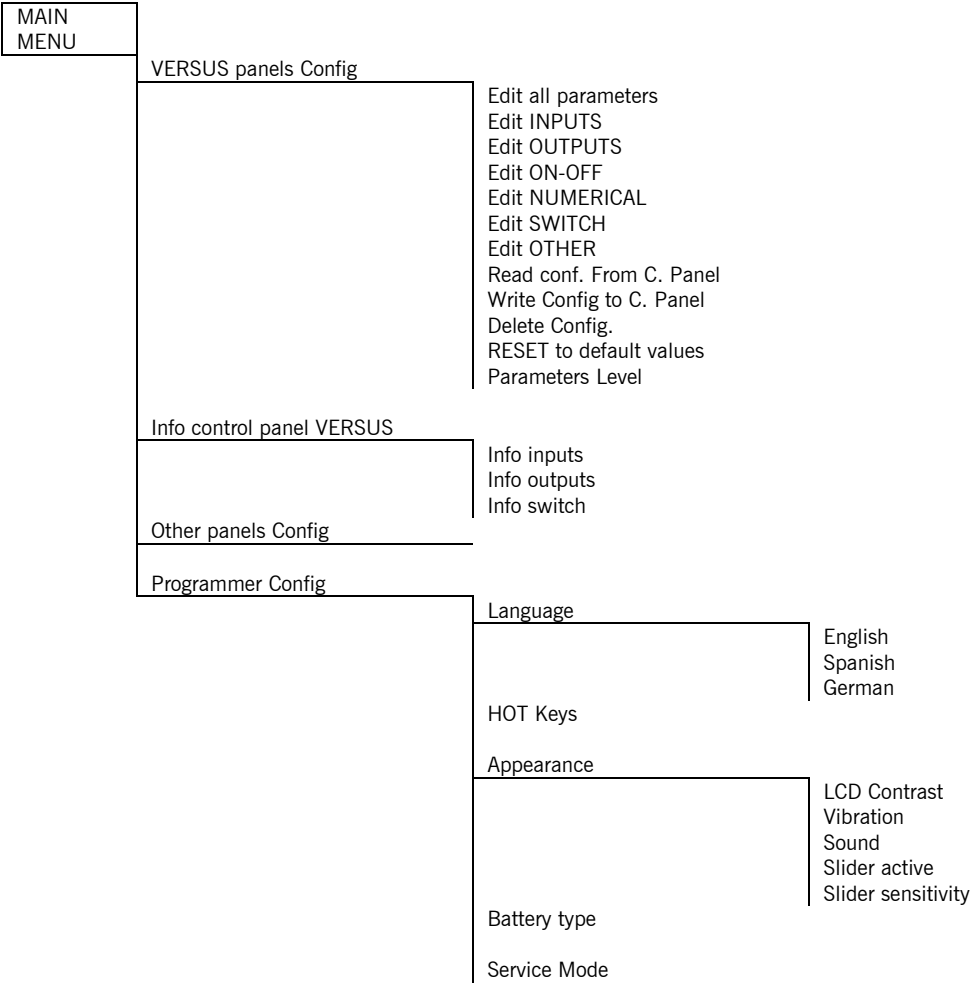 MAIN
MENU
VERSUS panels Config
Edit all parameters
Edit INPUTS
Edit OUTPUTS
Edit ON-OFF
Edit NUMERICAL
Edit SWITCH
Edit OTHER
Read conf. From C. Panel
Write Config to C. Panel
Delete Config.
RESET to default values
Parameters Level
Info control panel VERSUS
Info inputs
Info outputs
Info switch
Other panels Config
Programmer Config
Language
English
Spanish
German
HOT Keys
Appearance
LCD Contrast
Vibration
Sound
Slider active
Slider sensitivity
Battery type
Service Mode